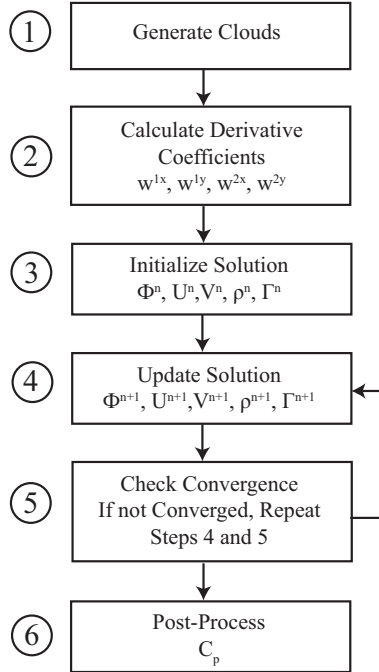 1
Generate Clouds
2
Calculate Derivative
Coefficients
w¹ˣ, w¹ʸ, w²ˣ, w²ʸ
3
Initialize Solution
Φⁿ, Uⁿ,Vⁿ, ρⁿ, Γⁿ
4
Update Solution
Φⁿ⁺¹, Uⁿ⁺¹,Vⁿ⁺¹, ρⁿ⁺¹, Γⁿ⁺¹
5
Check Convergence
If not Converged, Repeat
Steps 4 and 5
6
Post-Process
Cₚ